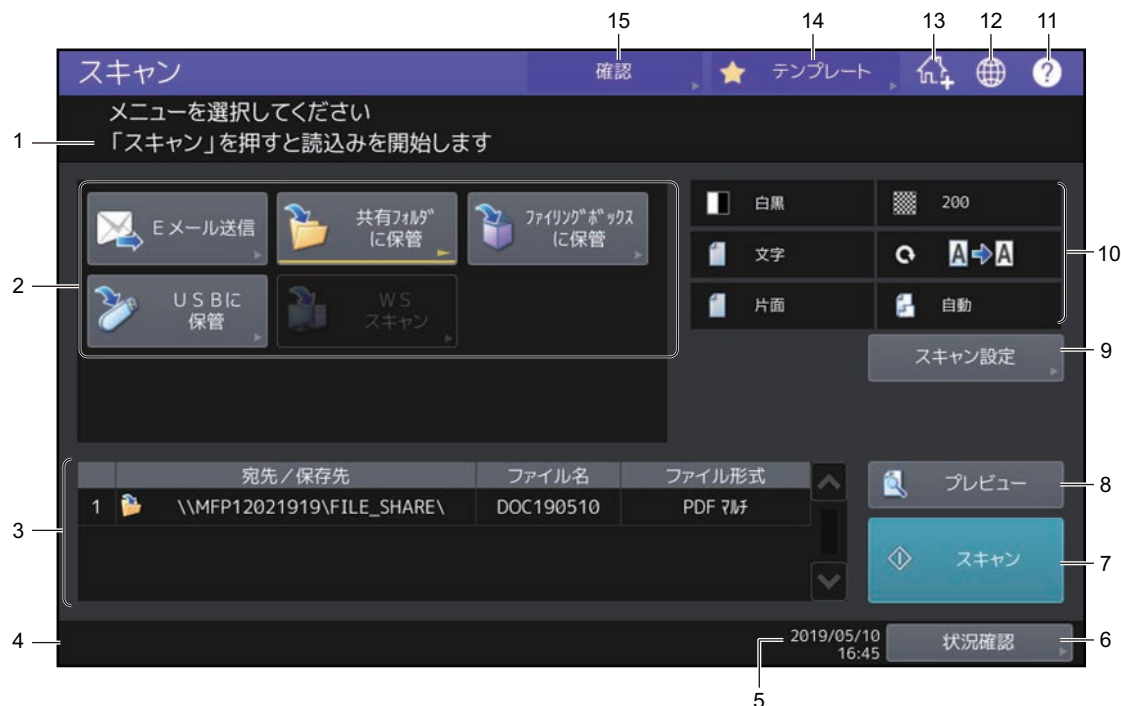 15
14
13
12
11
スキャン
確認
テンプレート
?
メニューを選択してください
1
「スキャン」を押すと読込みを開始します
2
Eメール送信
共有ﾌｫﾙﾀﾞ
に保管
ﾌｧｲﾘﾝｸﾞﾎﾞｯｸｽ
に保管
USBに
保管
WS
スキャン
白黒
200
文字
A A
片面
自動
10
スキャン設定
9
3
宛先／保存先
ファイル名
ファイル形式
1
\\MFP12021919\FILE_SHARE\
DOC190510
PDF ﾏﾙﾁ
プレビュー
8
スキャン
7
4
2019/05/10
16:45
5
状況確認
6